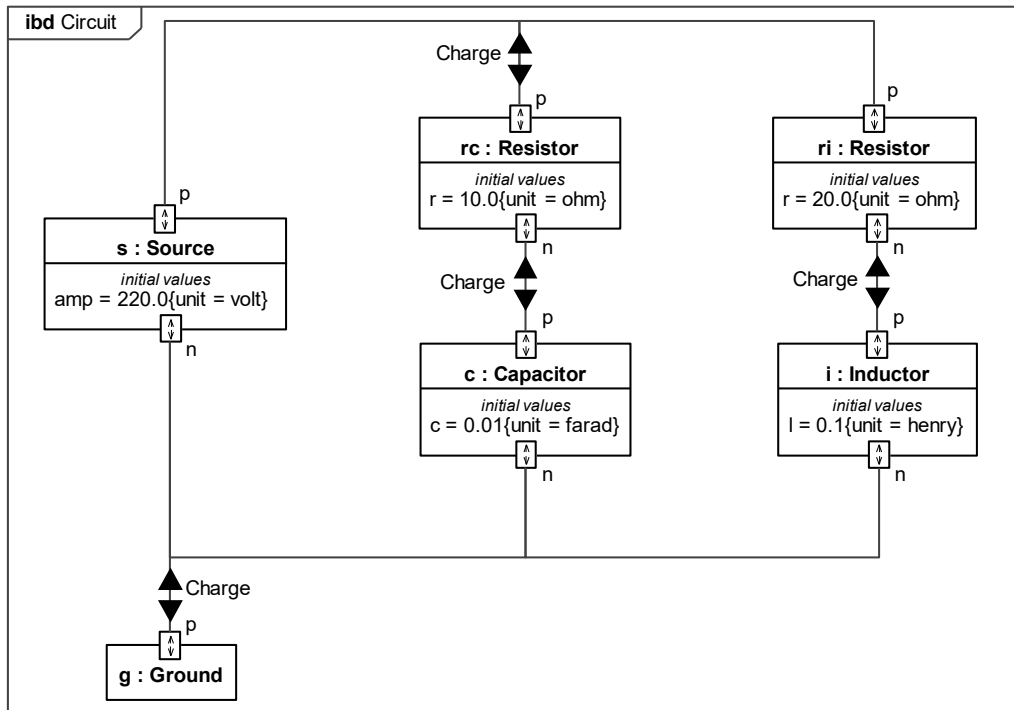 ibd Circuit
Charge
p
p
rc : Resistor
initial values
r = 10.0{unit = ohm}
n
ri : Resistor
initial values
r = 20.0{unit = ohm}
n
p
s : Source
initial values
amp = 220.0{unit = volt}
n
Charge
Charge
p
p
c : Capacitor
initial values
c = 0.01{unit = farad}
n
i : Inductor
initial values
l = 0.1{unit = henry}
n
Charge
p
g : Ground